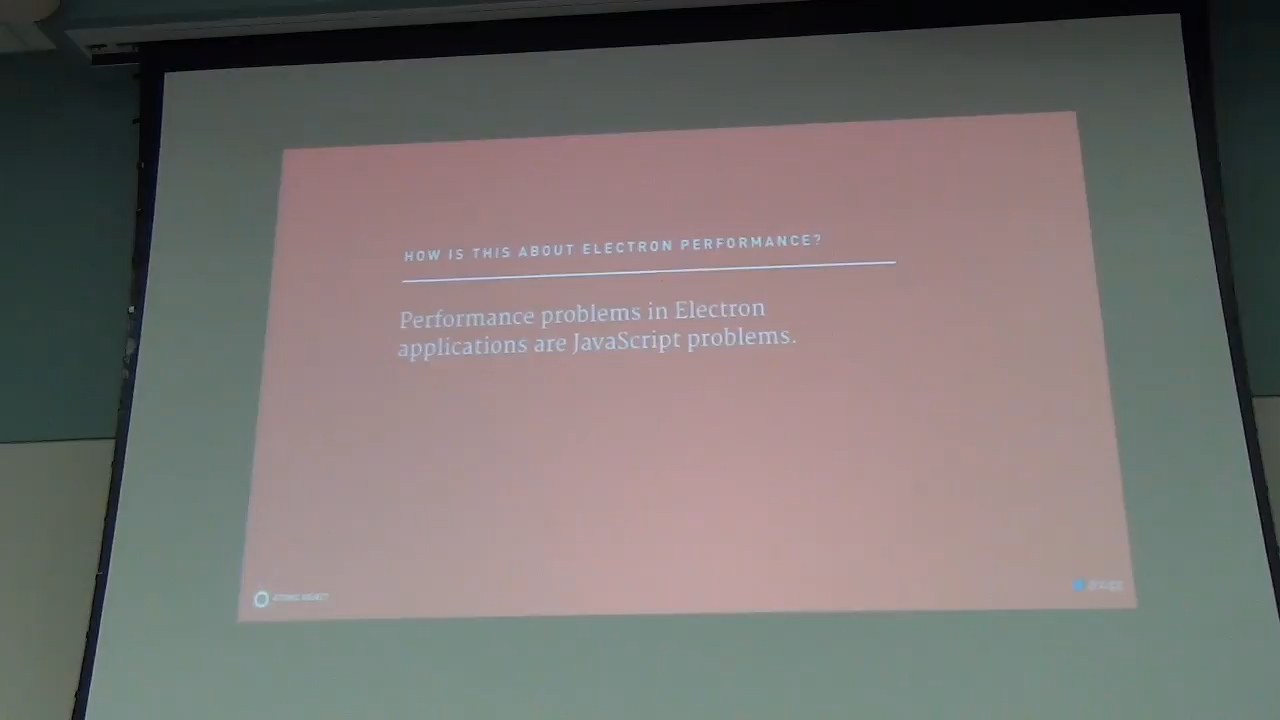 HOW IS THIS ABOUT ELECTRON PERFORMANCE?
Performance problems in Electron
applications are JavaScript problems.